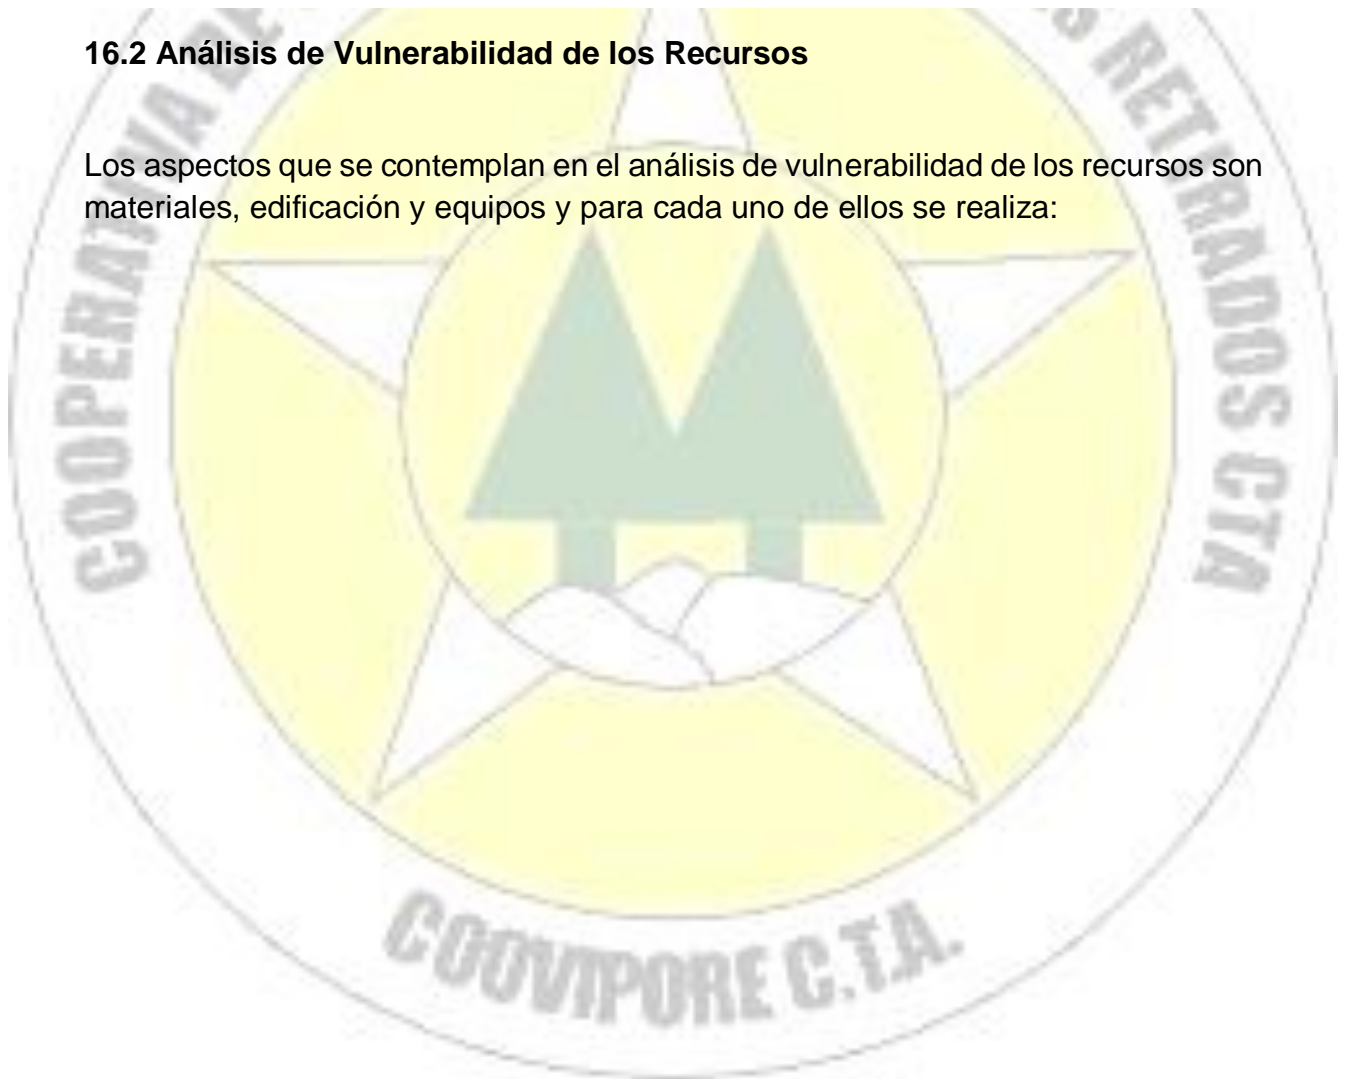 16.2 Análisis de Vulnerabilidad de los Recursos
Los aspectos que se contemplan en el análisis de vulnerabilidad de los recursos son
materiales, edificación y equipos y para cada uno de ellos se realiza:
COOPERATIVA DE
RETIRADOS CTA
COOVIPORE C.T.A.